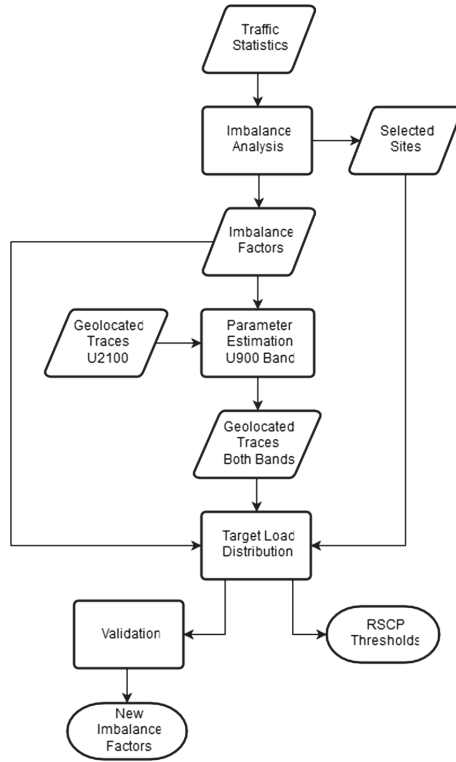 Traffic
Statistics
Imbalance
Analysis
Selected
Sites
Imbalance
Factors
Geolocated
Traces
U2100
Parameter
Estimation
U900 Band
Geolocated
Traces
Both Bands
Target Load
Distribution
Validation
RSCP
Thresholds
New
Imbalance
Factors